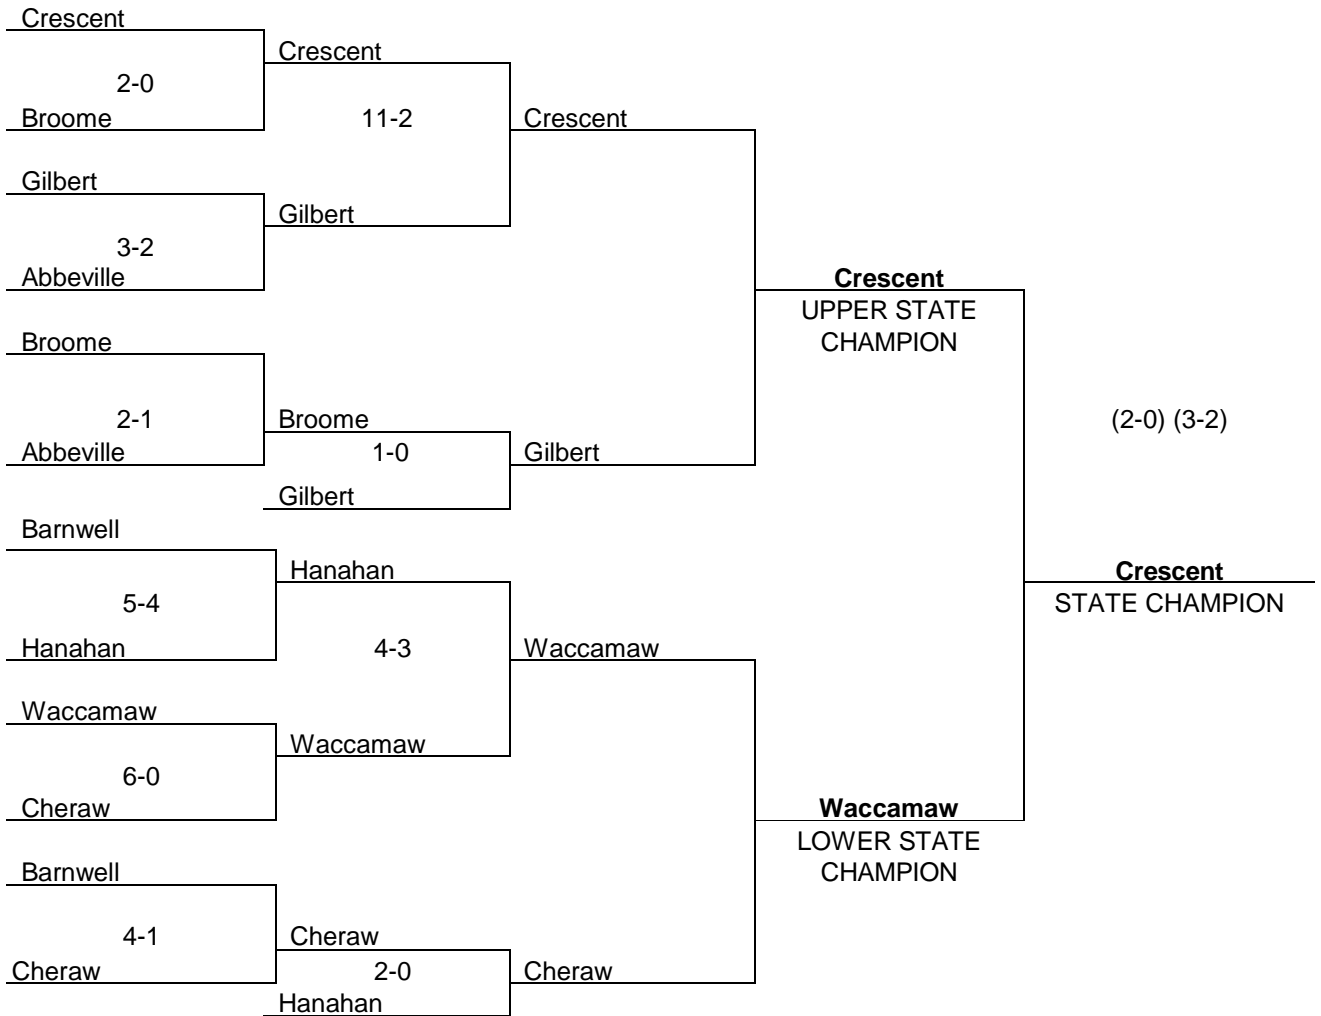 Crescent
Crescent
2-0
Broome
11-2
Crescent
Gilbert
Gilbert
3-2
Abbeville
Crescent
UPPER STATE
CHAMPION
Broome
2-1
Broome
(2-0) (3-2)
Abbeville
1-0
Gilbert
Gilbert
Barnwell
Hanahan
Crescent
5-4
STATE CHAMPION
Hanahan
4-3
Waccamaw
Waccamaw
Waccamaw
6-0
Cheraw
Waccamaw
LOWER STATE
CHAMPION
Barnwell
4-1
Cheraw
Cheraw
2-0
Cheraw
Hanahan